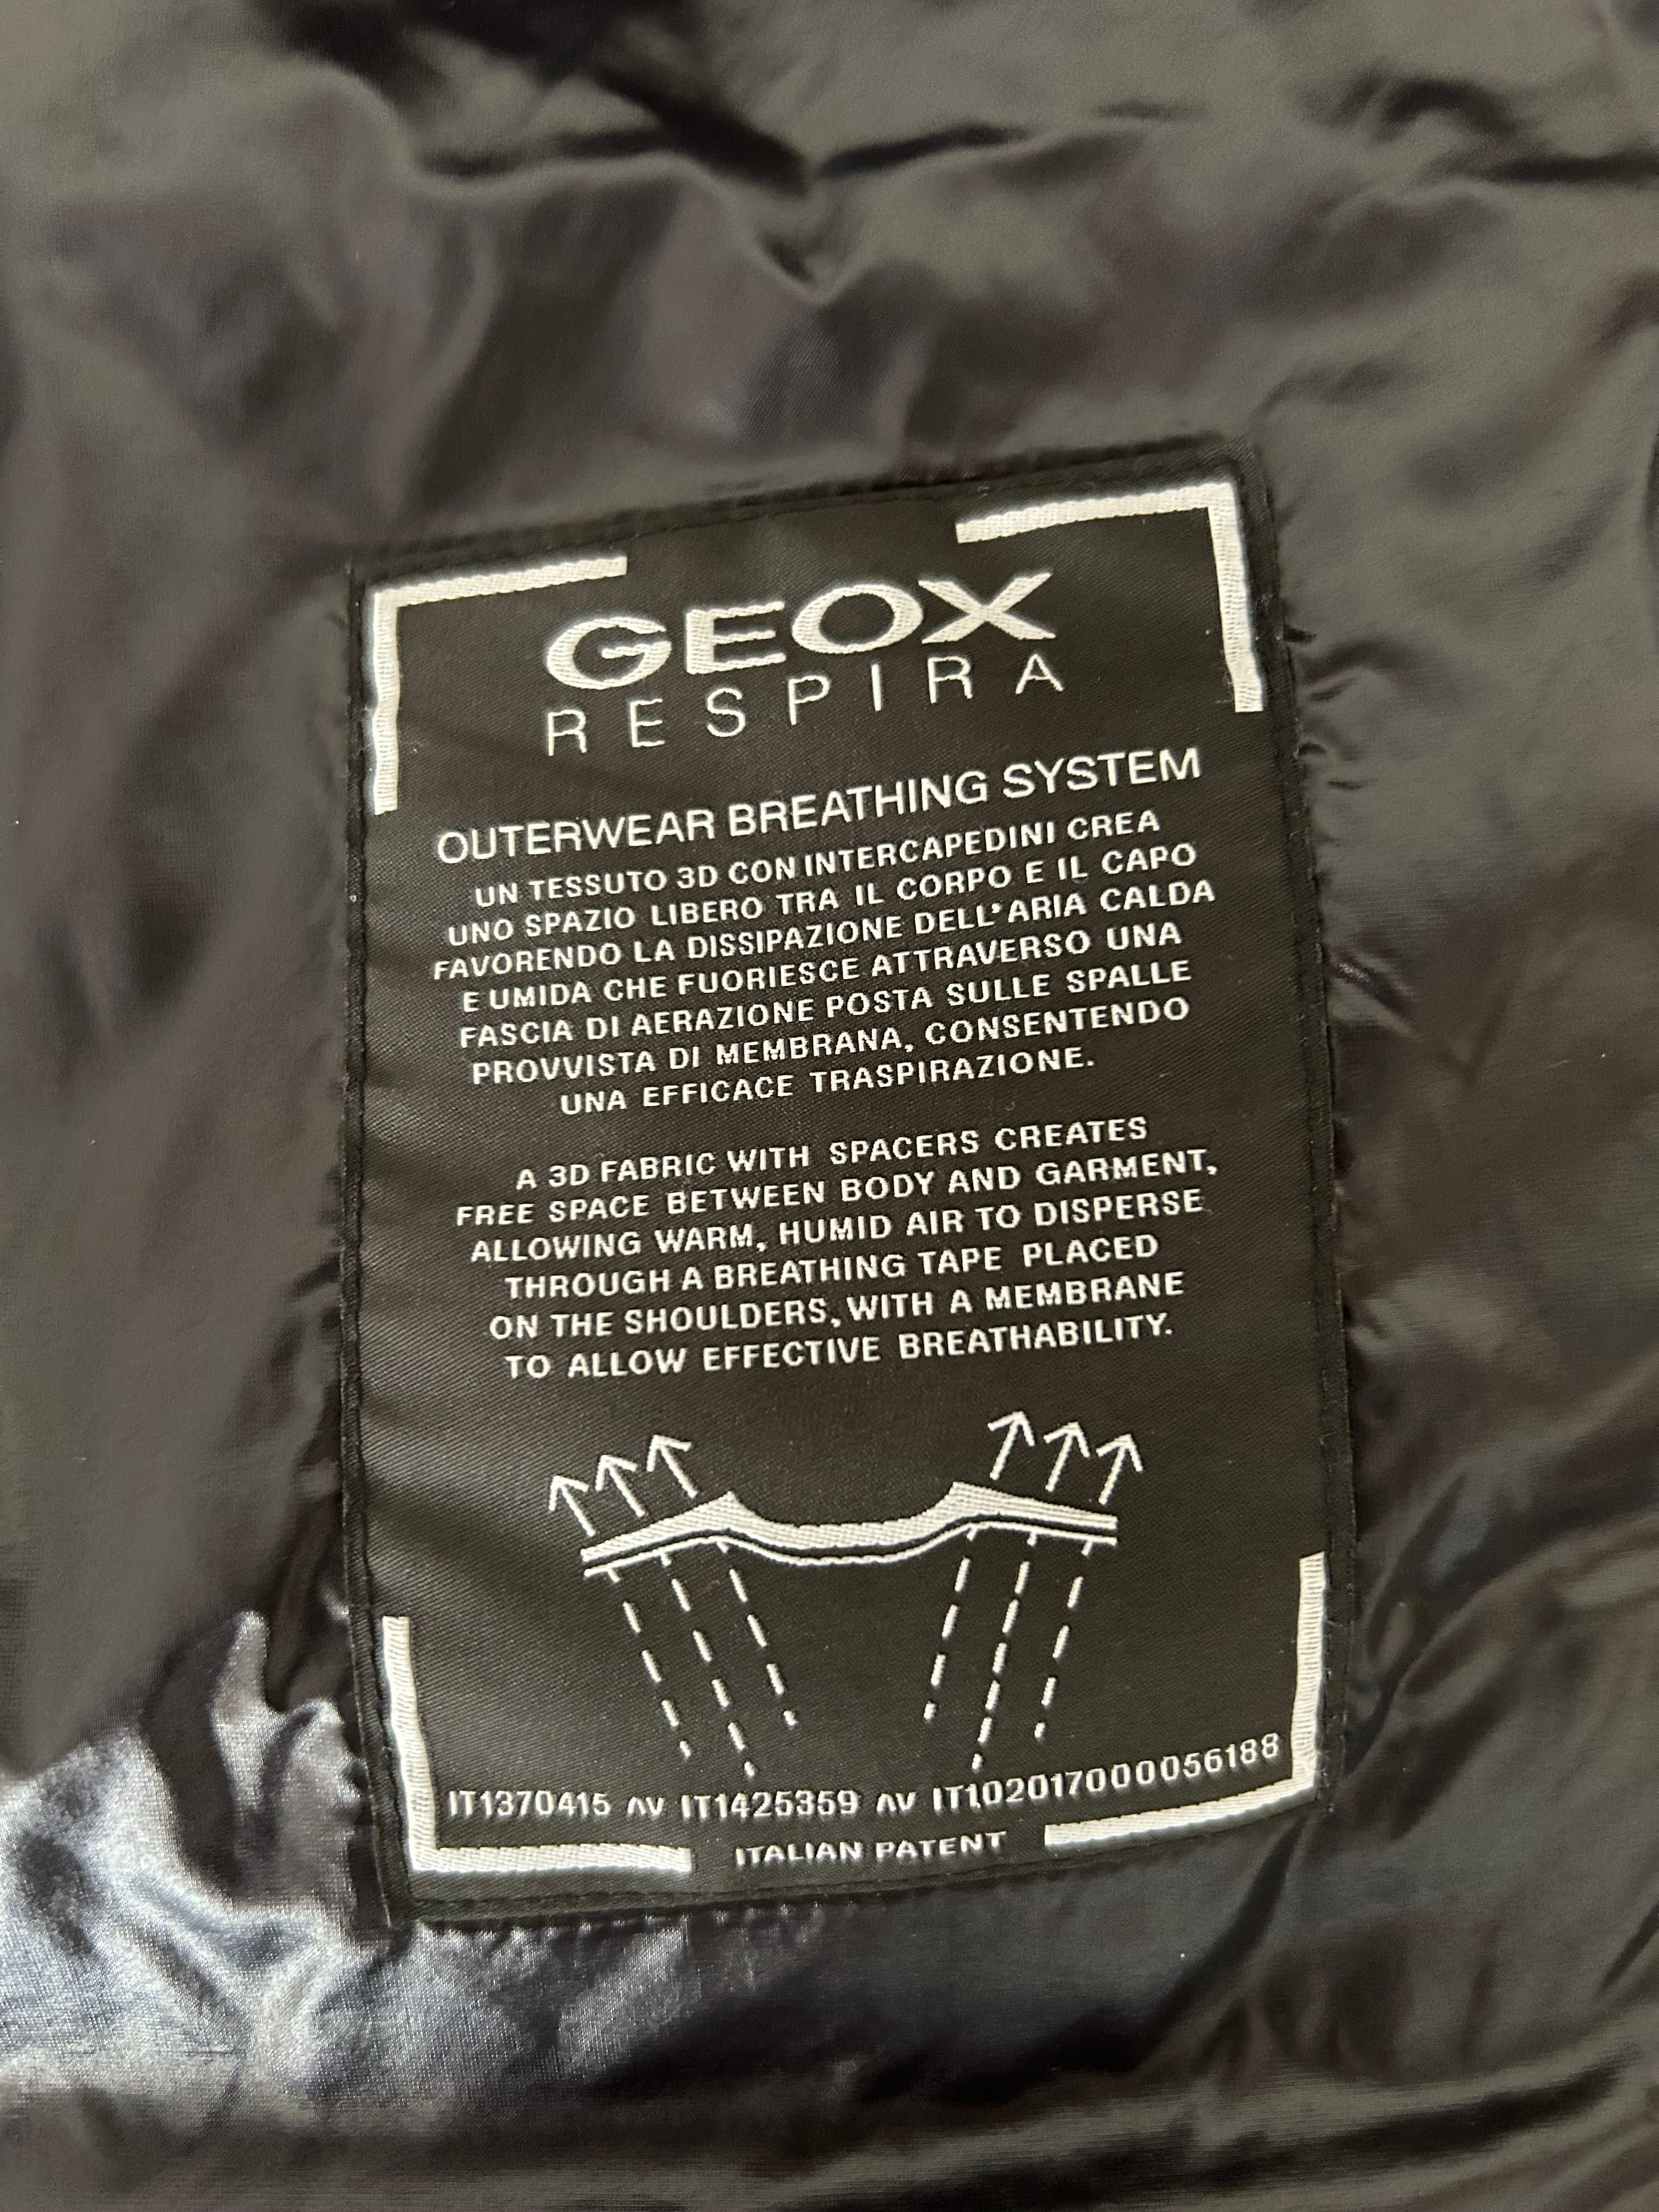 GEOX
RESPIRA
OUTERWEAR BREATHING SYSTEM
UN TESSUTO 3D CON INTERCAPEDINI CREA
UNO SPAZIO LIBERO TRA IL CORPO E IL CAPO
FAVORENDO LA DISSIPAZIONE DELL'ARIA CALDA
E UMIDA CHE FUORIESCE ATTRAVERSO UNA
FASCIA DI AERAZIONE POSTA SULLE SPALLE
PROVVISTA DI MEMBRANA, CONSENTENDO
UNA EFFICACE TRASPIRAZIONE.
A 3D FABRIC WITH SPACERS CREATES
FREE SPACE BETWEEN BODY AND GARMENT,
ALLOWING WARM, HUMID AIR TO DISPERSE
THROUGH A BREATHING TAPE PLACED
ON THE SHOULDERS, WITH A MEMBRANE
TO ALLOW EFFECTIVE BREATHABILITY.
IT1370415 ΛV IT1425359 ΛV IT102017000056188
ITALIAN PATENT